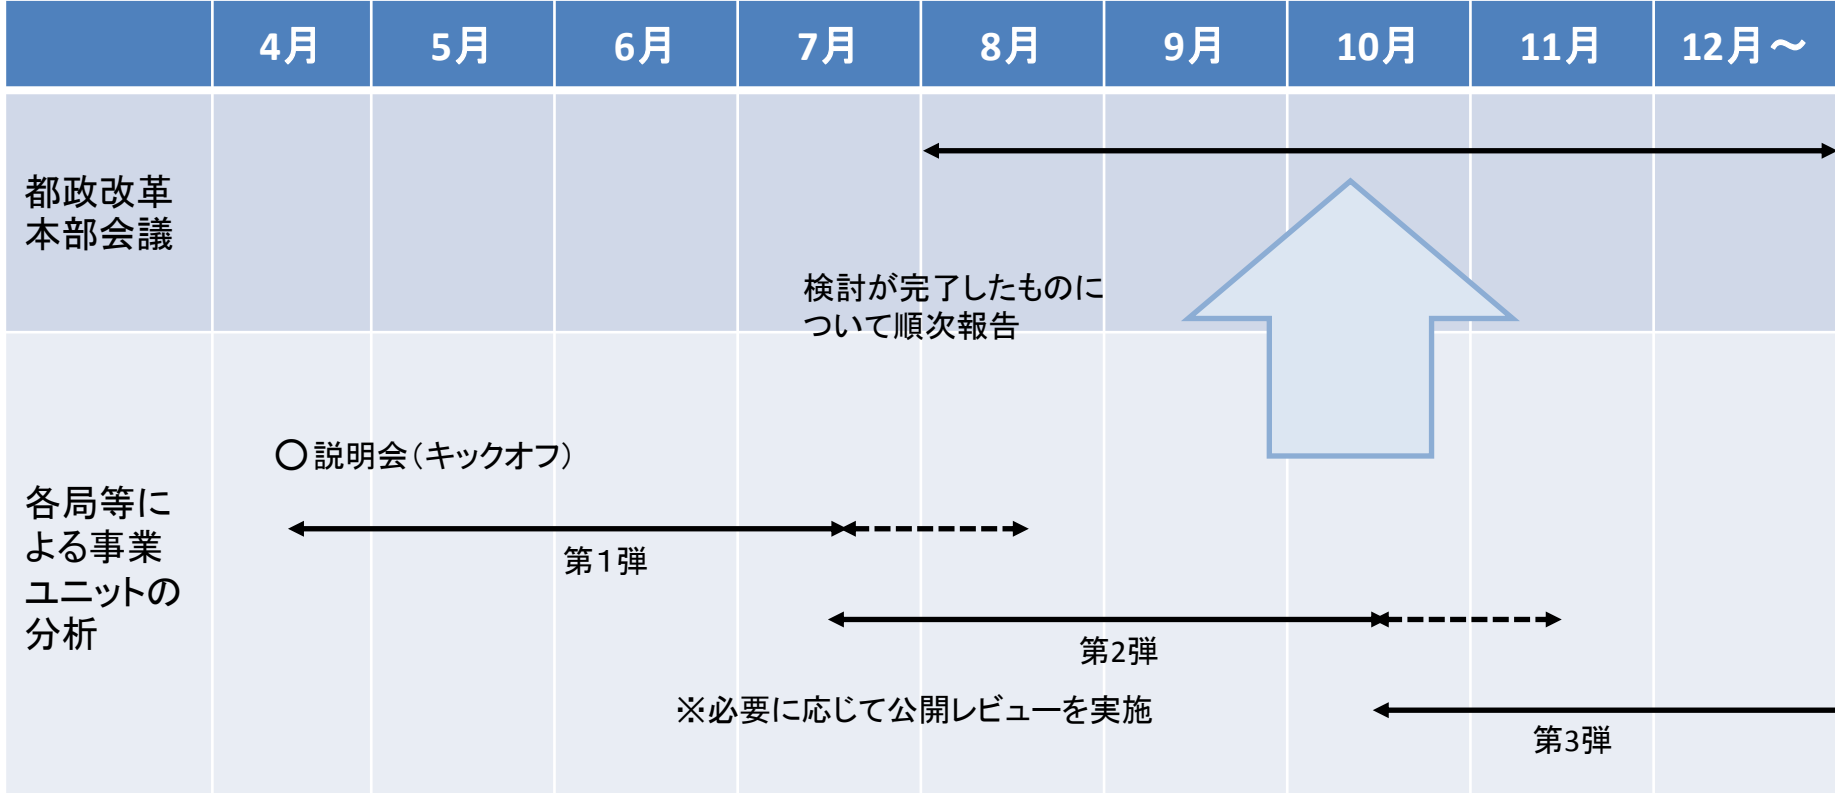 4月 5月 6月 7月 8月 9月 10月 11月 12月～
都政改革
本部会議
検討が完了したものに
ついて順次報告
〇説明会（キックオフ）
各局等に
よる事業
ユニットの
分析
第１弾
第2弾
※必要に応じて公開レビューを実施
第3弾